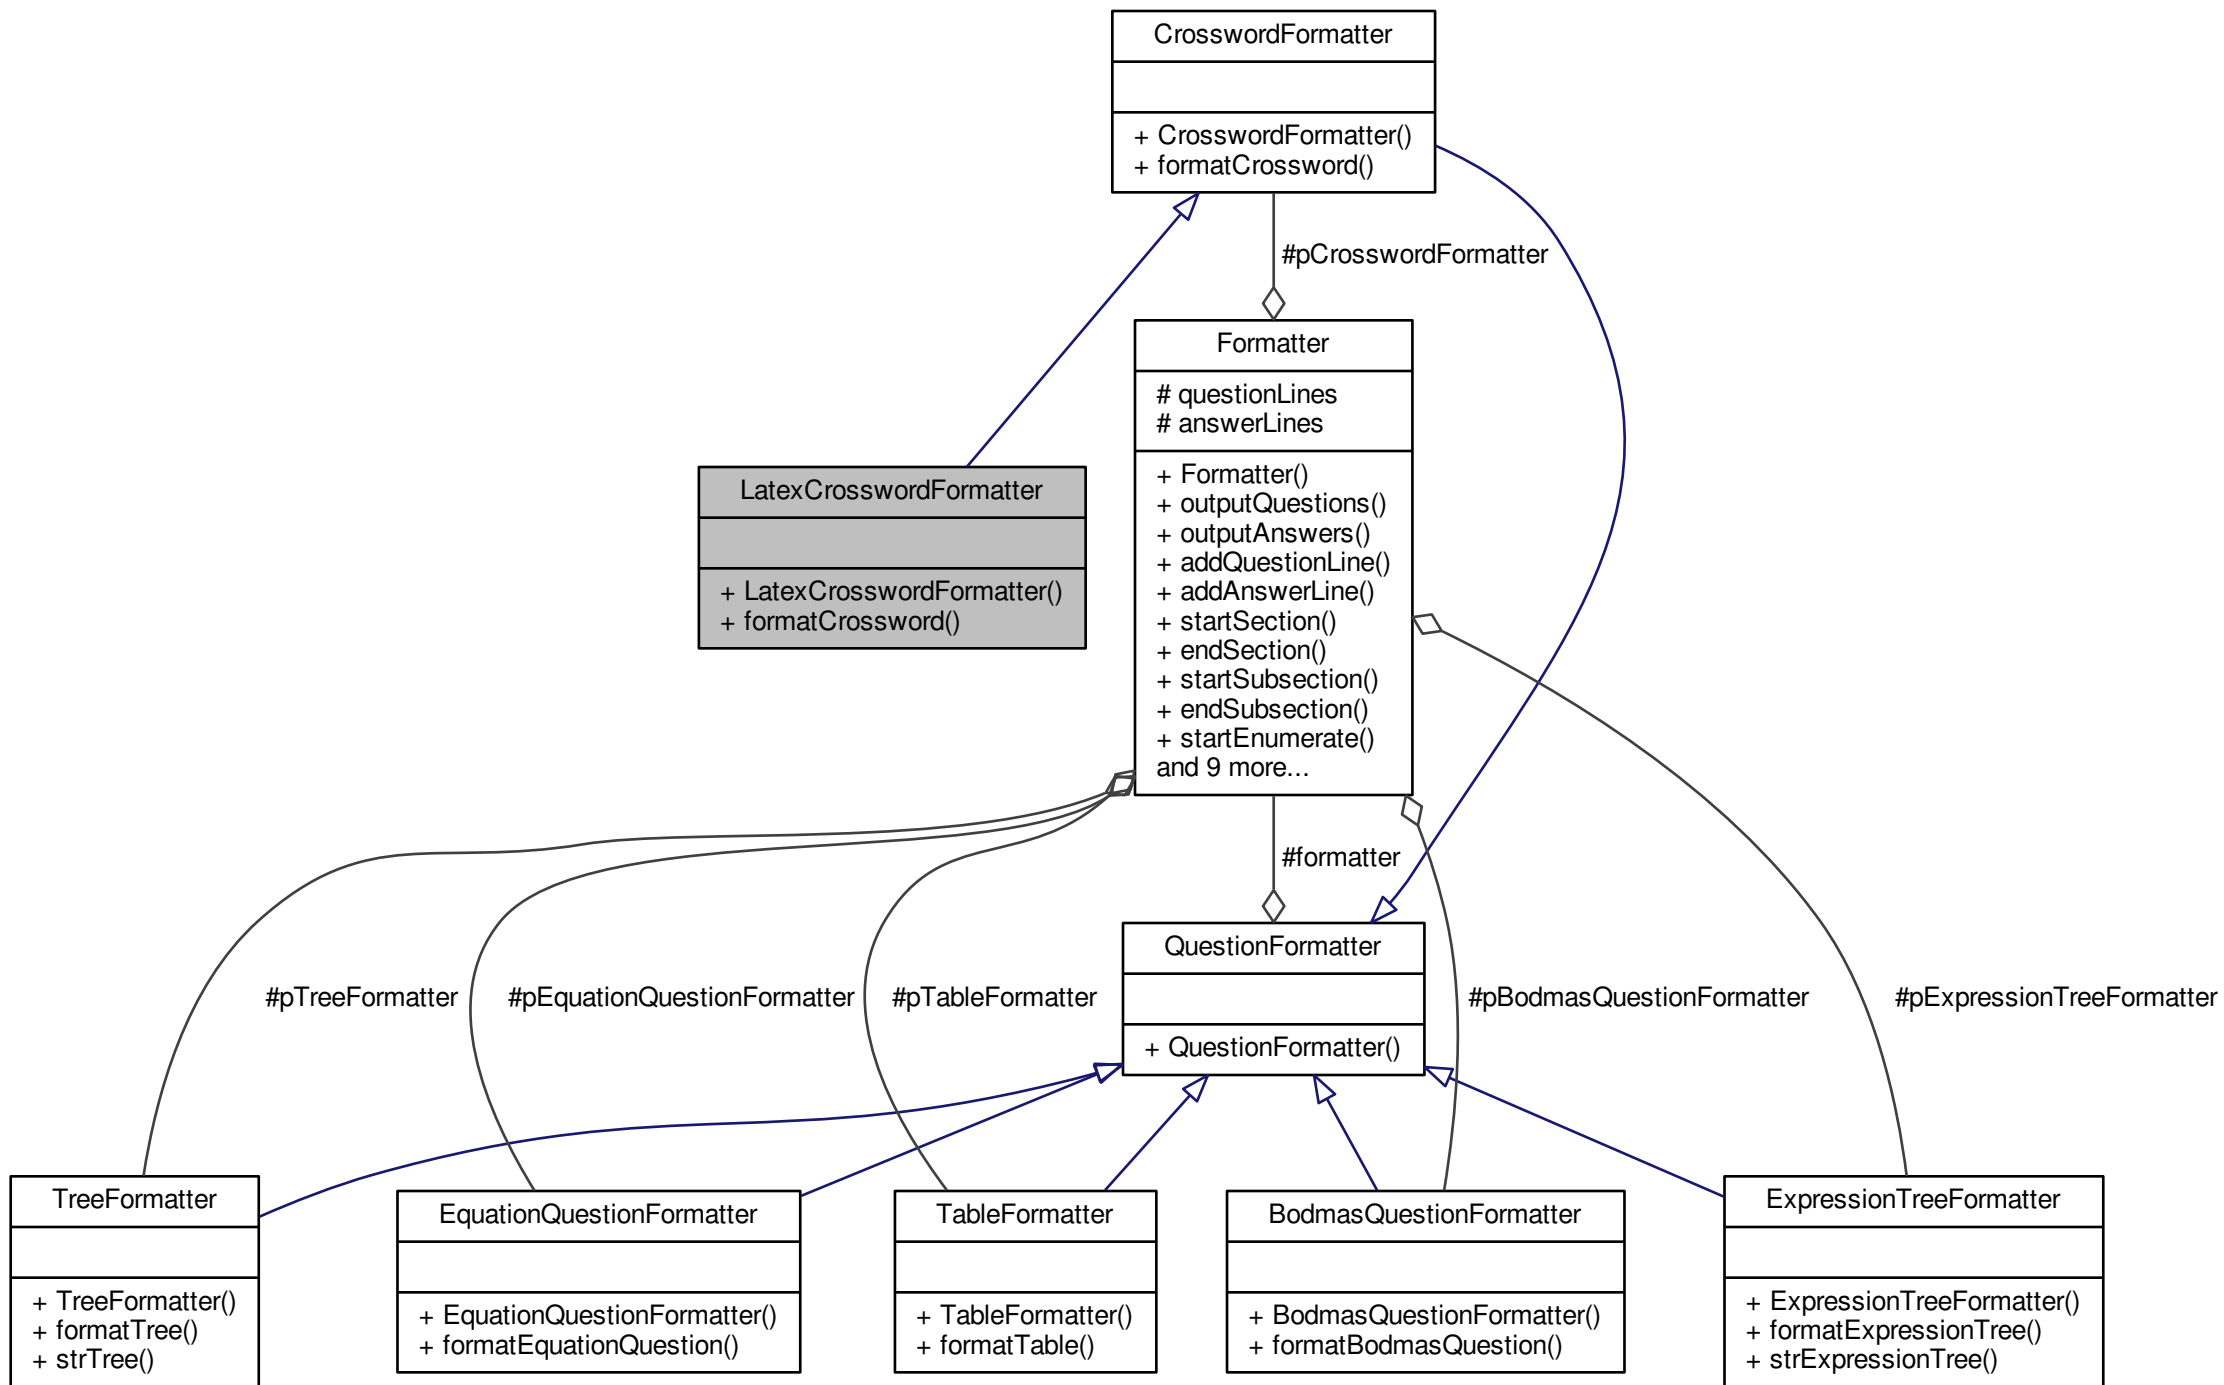 CrosswordFormatter
+ CrosswordFormatter()
+ formatCrossword()
#pCrosswordFormatter
Formatter
# questionLines
# answerLines
+ Formatter()
+ outputQuestions()
+ outputAnswers()
+ addQuestionLine()
+ addAnswerLine()
+ startSection()
+ endSection()
+ startSubsection()
+ endSubsection()
+ startEnumerate()
and 9 more...
LatexCrosswordFormatter
+ LatexCrosswordFormatter()
+ formatCrossword()
#formatter
QuestionFormatter
+ QuestionFormatter()
#pTreeFormatter
#pEquationQuestionFormatter
#pTableFormatter
#pBodmasQuestionFormatter
#pExpressionTreeFormatter
TreeFormatter
+ TreeFormatter()
+ formatTree()
+ strTree()
EquationQuestionFormatter
+ EquationQuestionFormatter()
+ formatEquationQuestion()
TableFormatter
+ TableFormatter()
+ formatTable()
BodmasQuestionFormatter
+ BodmasQuestionFormatter()
+ formatBodmasQuestion()
ExpressionTreeFormatter
+ ExpressionTreeFormatter()
+ formatExpressionTree()
+ strExpressionTree()